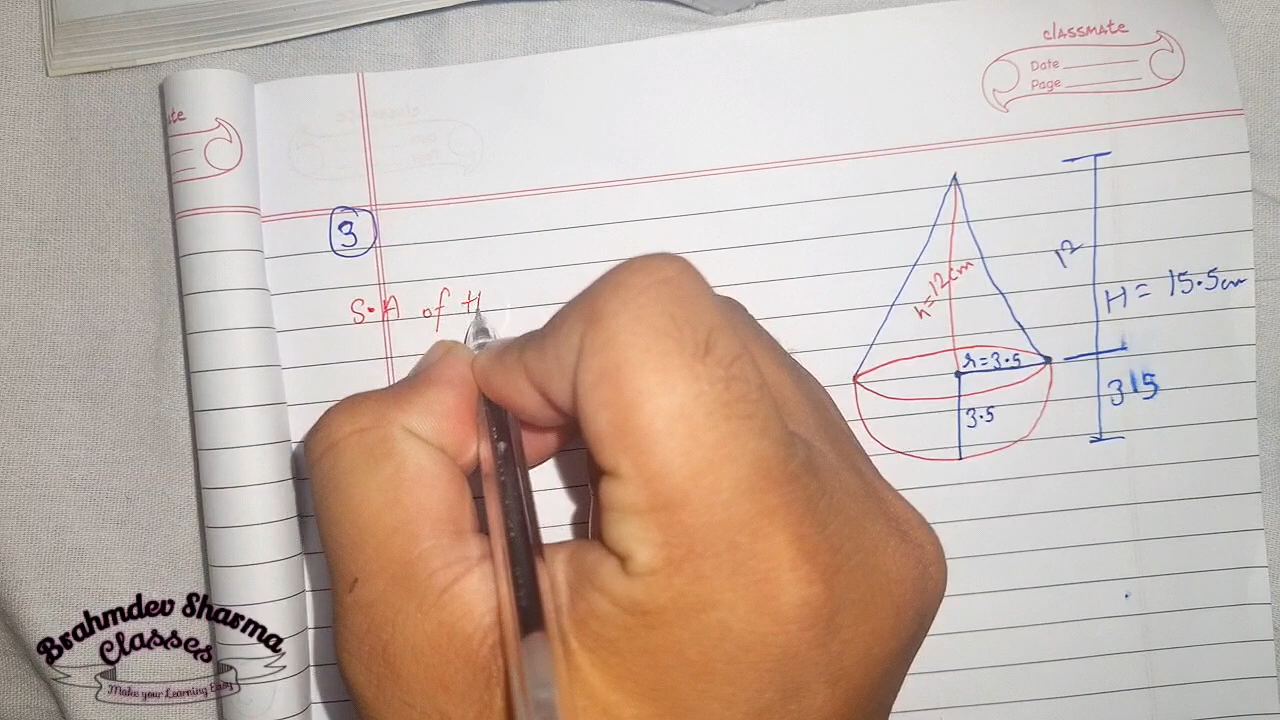 classmate
Date
Page
te
3
S.A of H
h=12cm
r=3.5
3.5
12
H = 15.5cm
3.5
Brahmdev Sharma
Classes
Make your Learning Easy